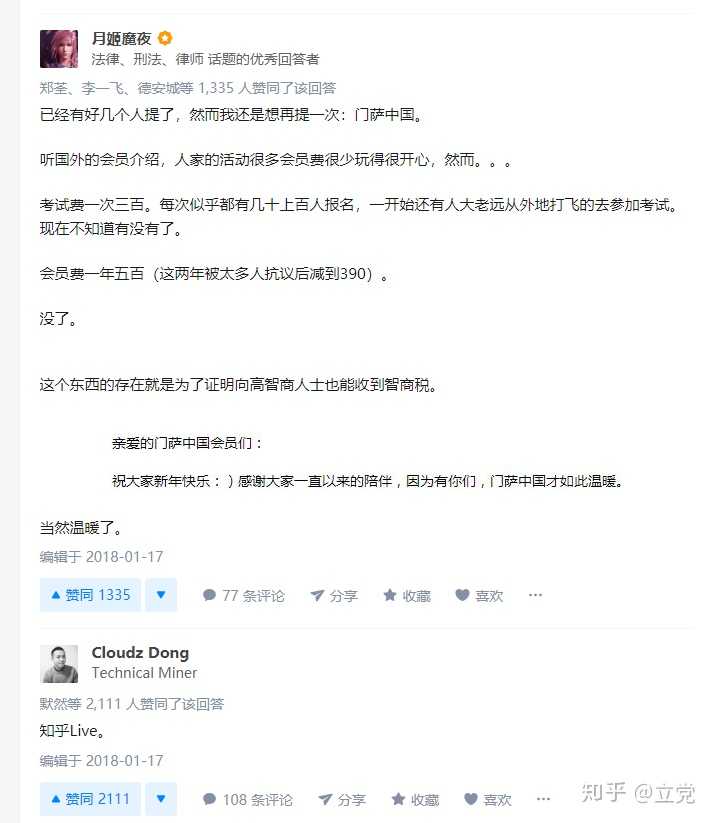 月姬魔夜
法律、刑法、律师 话题的优秀回答者
郑荃、李一飞、德安城等 1,335 人赞同了该回答
已经有好几个人提了，然而我还是想再提一次：门萨中国。
听国外的会员介绍，人家的活动很多会员费很少玩得很开心，然而。。。
考试费一次三百。每次似乎都有几十上百人报名，一开始还有人大老远从外地打飞的去参加考试。
现在不知道有没有了。
会员费一年五百（这两年被太多人抗议后减到390）。
没了。
这个东西的存在就是为了证明向高智商人士也能收到智商税。
亲爱的门萨中国会员们：
祝大家新年快乐：）感谢大家一直以来的陪伴，因为有你们，门萨中国才如此温暖。
当然温暖了。
编辑于 2018-01-17
赞同 1335 77 条评论 分享 收藏 喜欢 ···
Cloudz Dong
Technical Miner
默然等 2,111 人赞同了该回答
知乎Live。
编辑于 2018-01-17
赞同 2111 108 条评论 分享 收藏 喜欢 ···
知乎 @立党